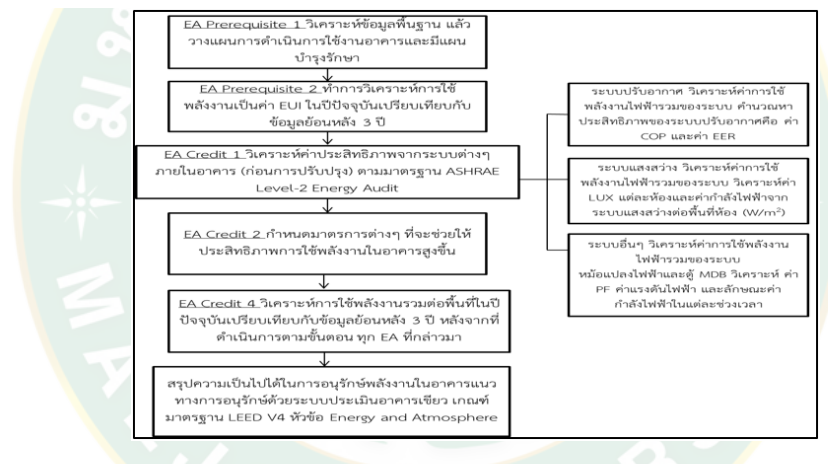 EA Prerequisite 1 วิเคราะห์ข้อมูลพื้นฐาน แล้ว
วางแผนการดำเนินการใช้งานอาคารและมีแผน
บำรุงรักษา
EA Prerequisite 2 ทำการวิเคราะห์การใช้
พลังงานเป็นค่า EUI ในปีปัจจุบันเปรียบเทียบกับ
ข้อมูลย้อนหลัง 3 ปี
EA Credit 1 วิเคราะห์ค่าประสิทธิภาพจากระบบต่างๆ
ภายในอาคาร (ก่อนการปรับปรุง) ตามมาตรฐาน ASHRAE
Level-2 Energy Audit
EA Credit 2 กำหนดมาตรการต่างๆ ที่จะช่วยให้
ประสิทธิภาพการใช้พลังงานในอาคารสูงขึ้น
EA Credit 4 วิเคราะห์การใช้พลังงานรวมต่อพื้นที่ในปี
ปัจจุบันเปรียบเทียบกับข้อมูลย้อนหลัง 3 ปี หลังจากที่
ดำเนินการตามขั้นตอน ทุก EA ที่กล่าวมา
สรุปความเป็นไปได้ในการอนุรักษ์พลังงานในอาคารแนว
ทางการอนุรักษ์ด้วยระบบประเมินอาคารเขียว เกณฑ์
มาตรฐาน LEED V4 หัวข้อ Energy and Atmosphere
ระบบปรับอากาศ วิเคราะห์ค่าการใช้
พลังงานไฟฟ้ารวมของระบบ คำนวณหา
ประสิทธิภาพของระบบปรับอากาศคือ ค่า
COP และค่า EER
ระบบแสงสว่าง วิเคราะห์ค่าการใช้
พลังงานไฟฟ้ารวมของระบบ วิเคราะห์ค่า
LUX แต่ละห้องและค่ากำลังไฟฟ้าจาก
ระบบแสงสว่างต่อพื้นที่ห้อง (W/m²)
ระบบอื่นๆ วิเคราะห์ค่าการใช้พลังงาน
ไฟฟ้ารวมของระบบ
หม้อแปลงไฟฟ้าและตู้ MDB วิเคราะห์ ค่า
PF ค่าแรงดันไฟฟ้า และลักษณะค่า
กำลังไฟฟ้าในแต่ละช่วงเวลา